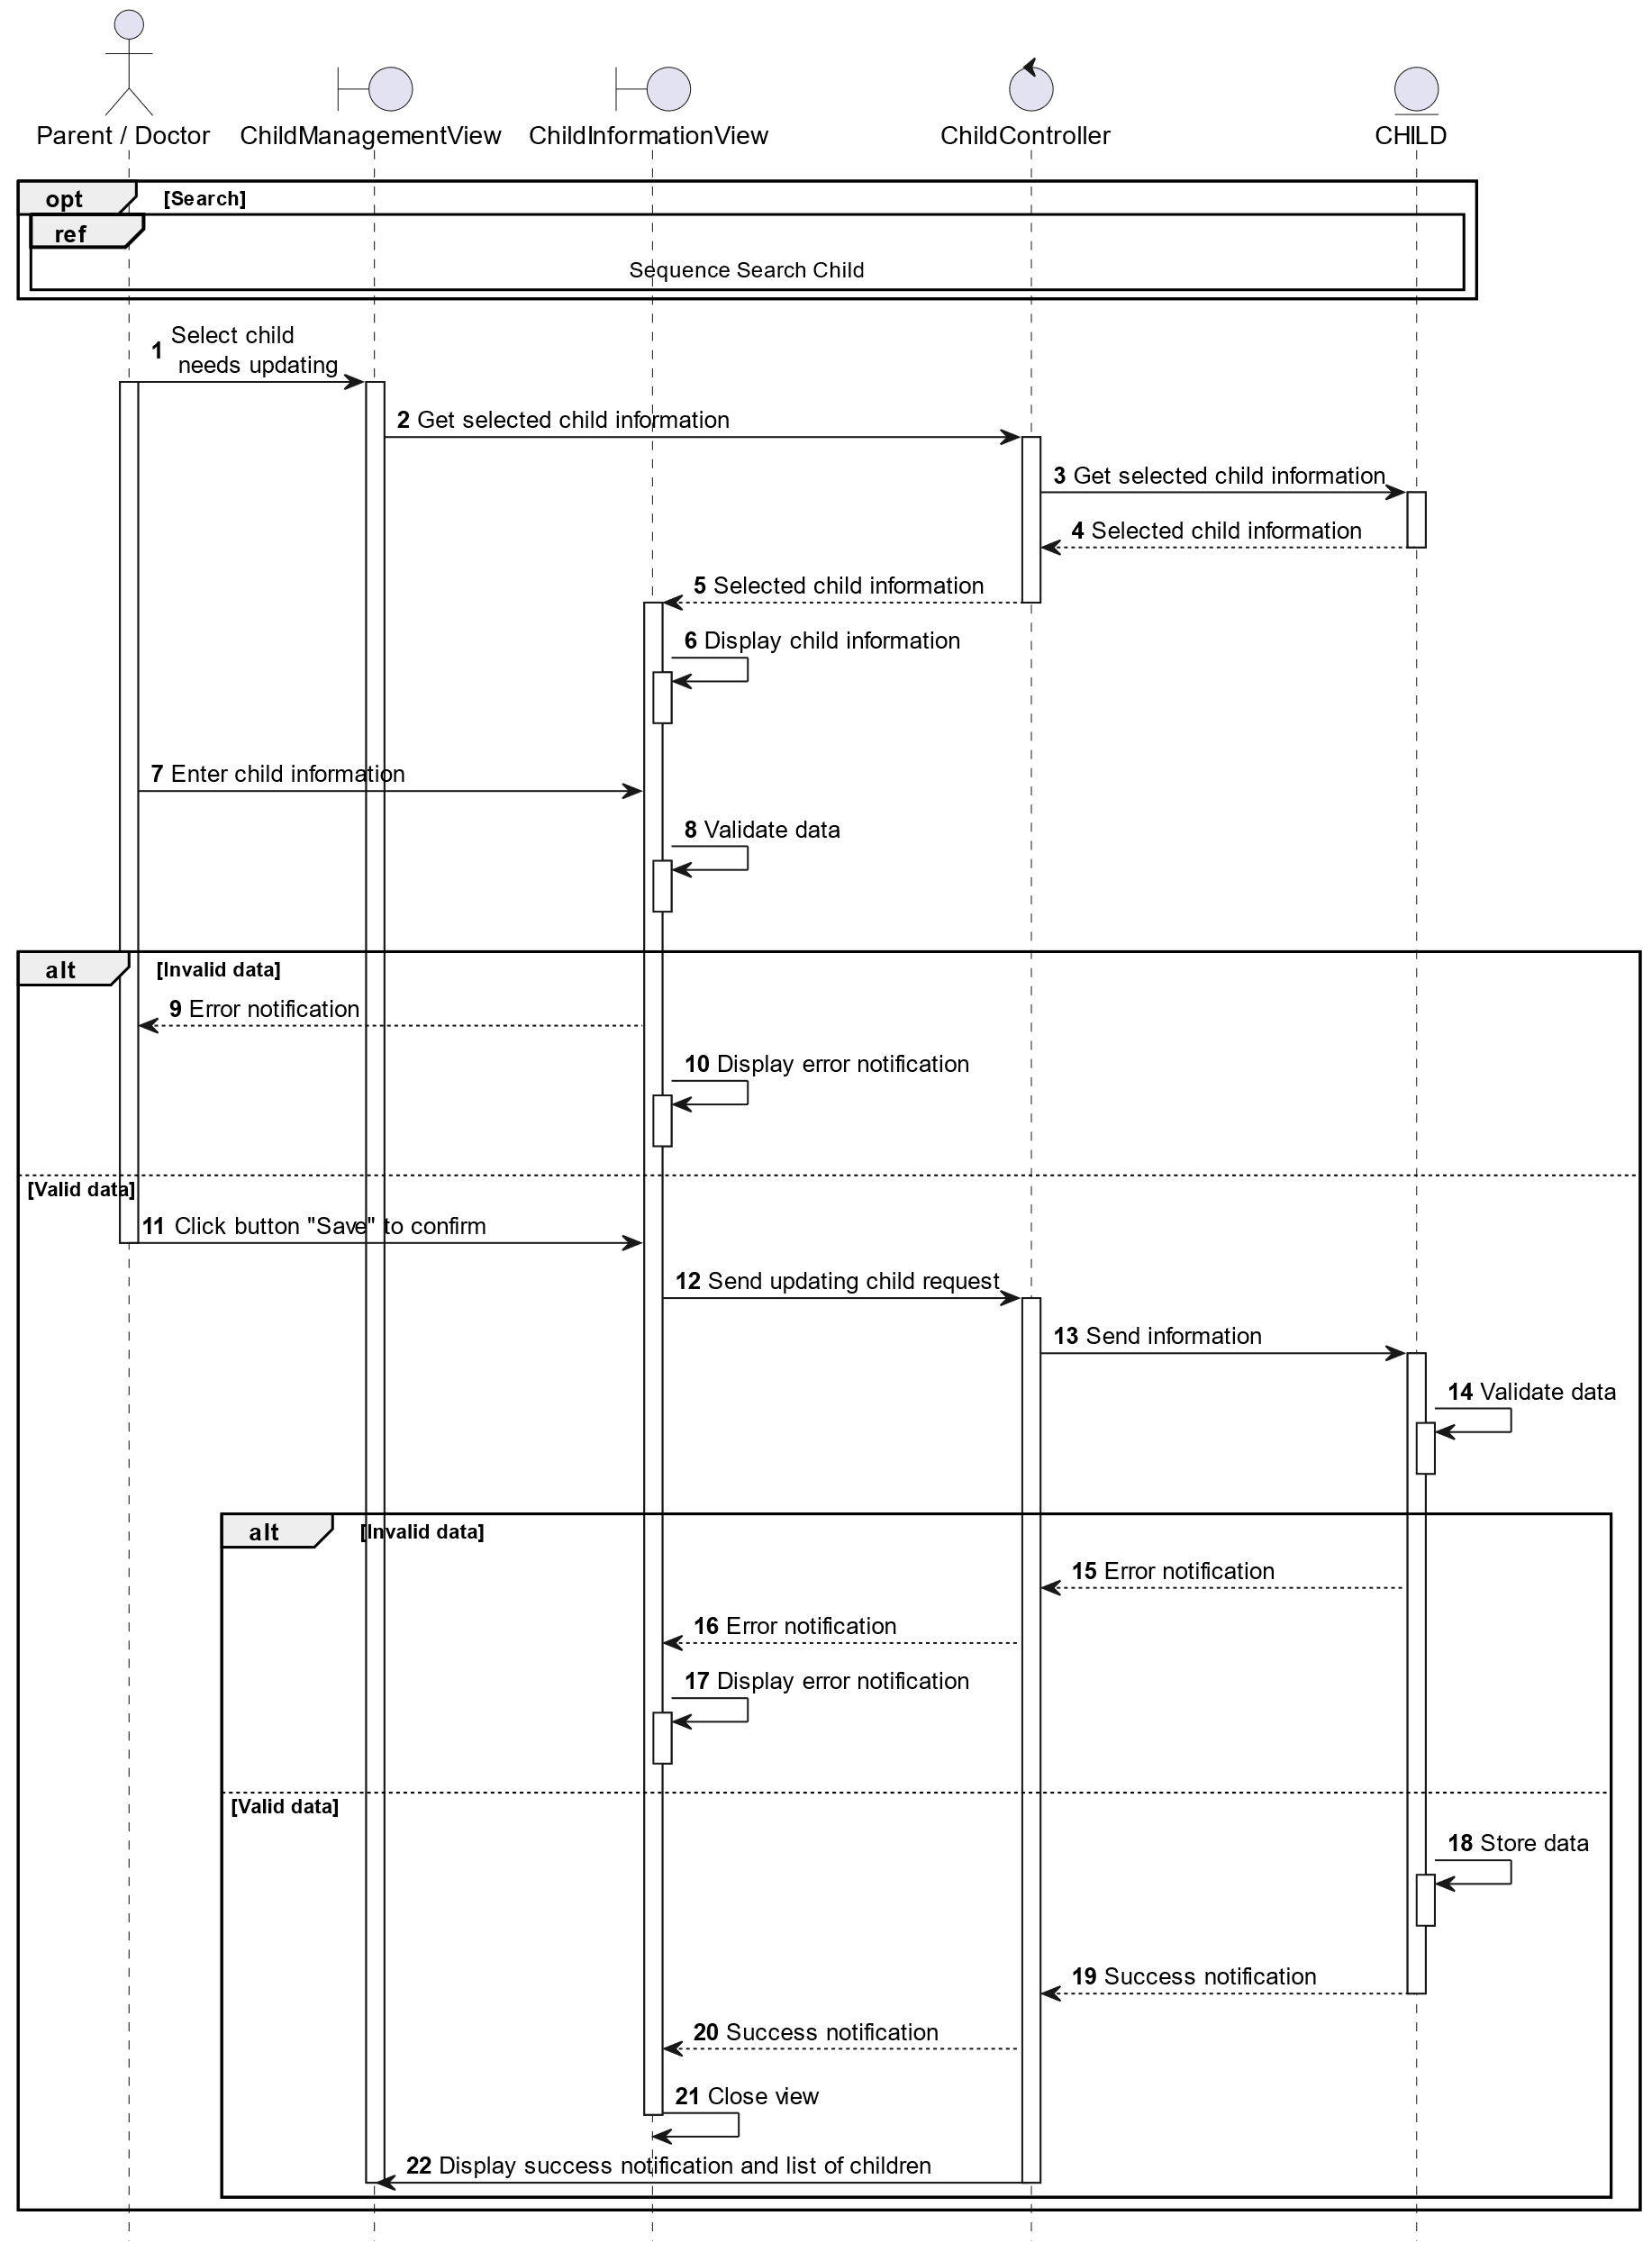 Parent / Doctor
ChildManagementView
ChildInformationView
ChildController
CHILD
opt
[Search]
ref
Sequence Search Child
1 Select child
needs updating
2 Get selected child information
3 Get selected child information
4 Selected child information
5 Selected child information
6 Display child information
7 Enter child information
8 Validate data
alt
[Invalid data]
9 Error notification
10 Display error notification
[Valid data]
11 Click button "Save" to confirm
12 Send updating child request
13 Send information
14 Validate data
alt
[Invalid data]
15 Error notification
16 Error notification
17 Display error notification
[Valid data]
18 Store data
19 Success notification
20 Success notification
21 Close view
22 Display success notification and list of children